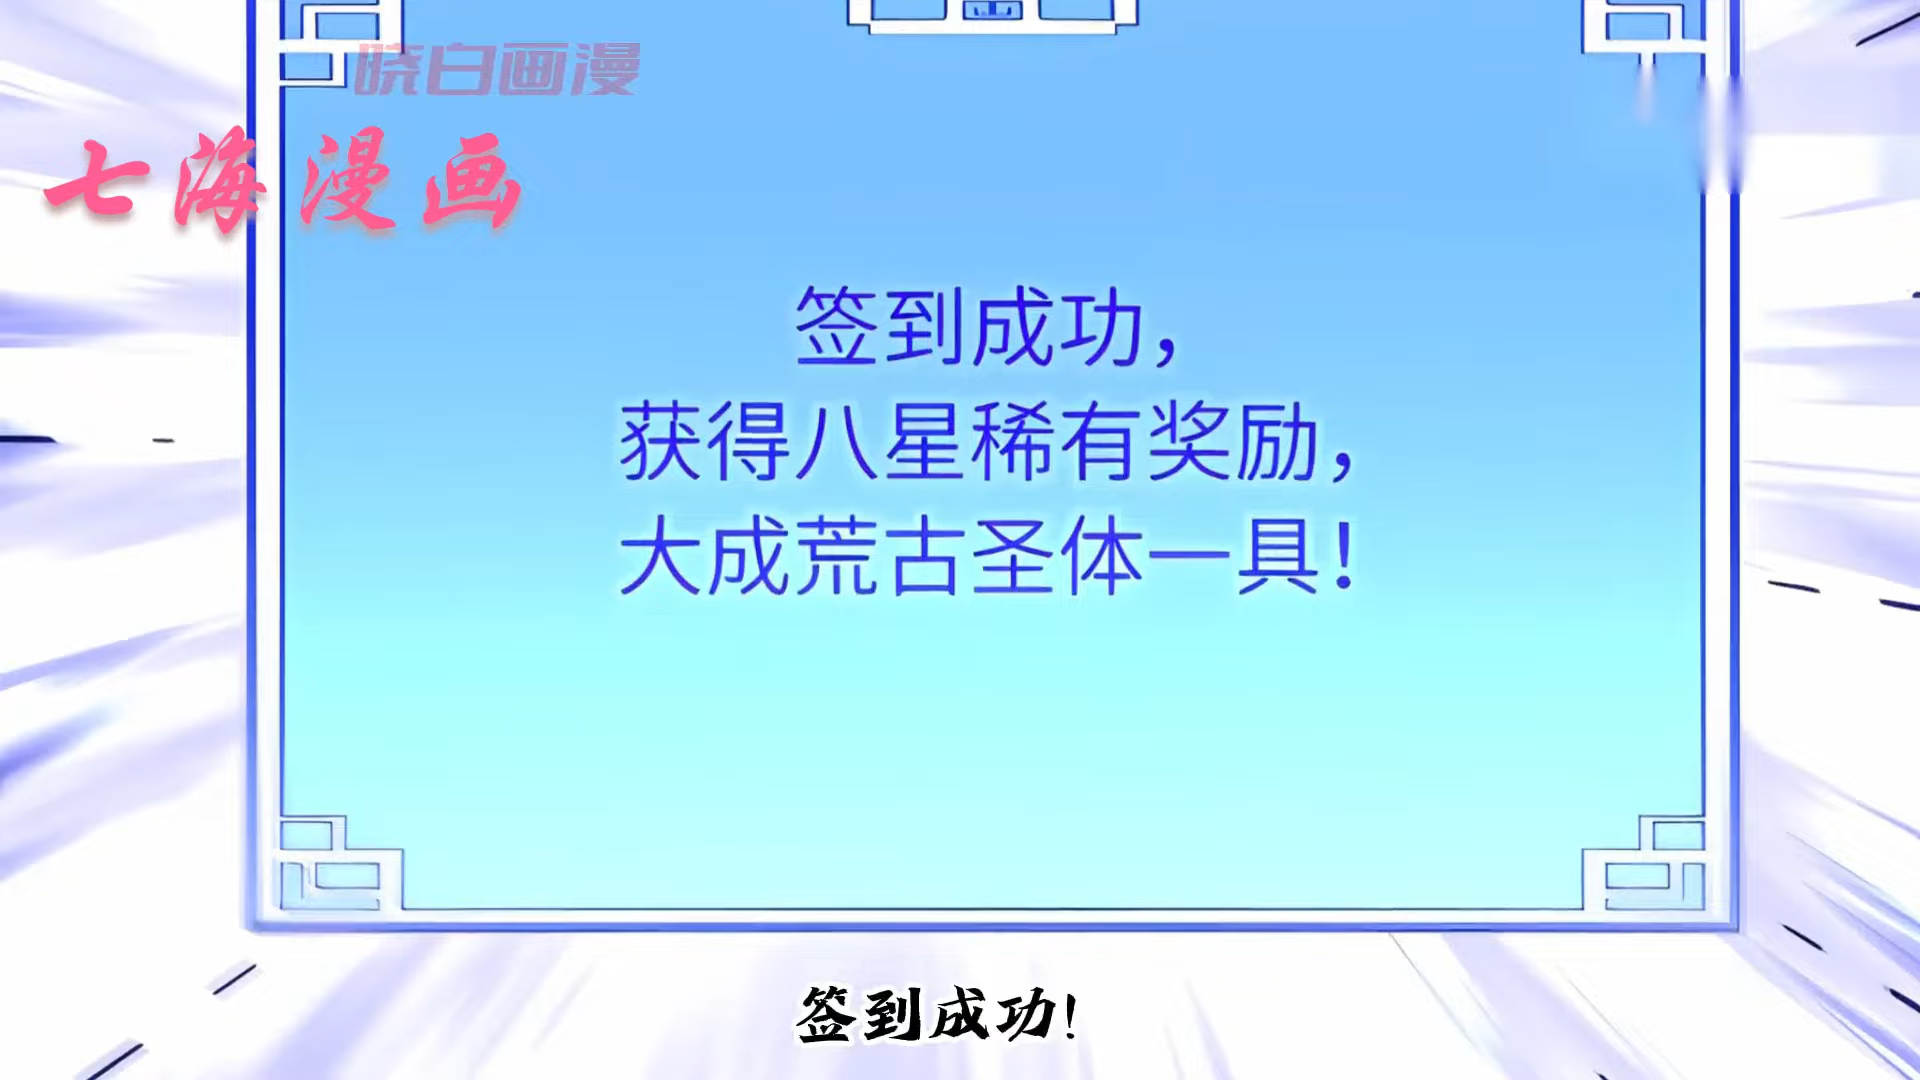 晓白画漫
七海漫画
签到成功，
获得八星稀有奖励，
大成荒古圣体一具！
签到成功！